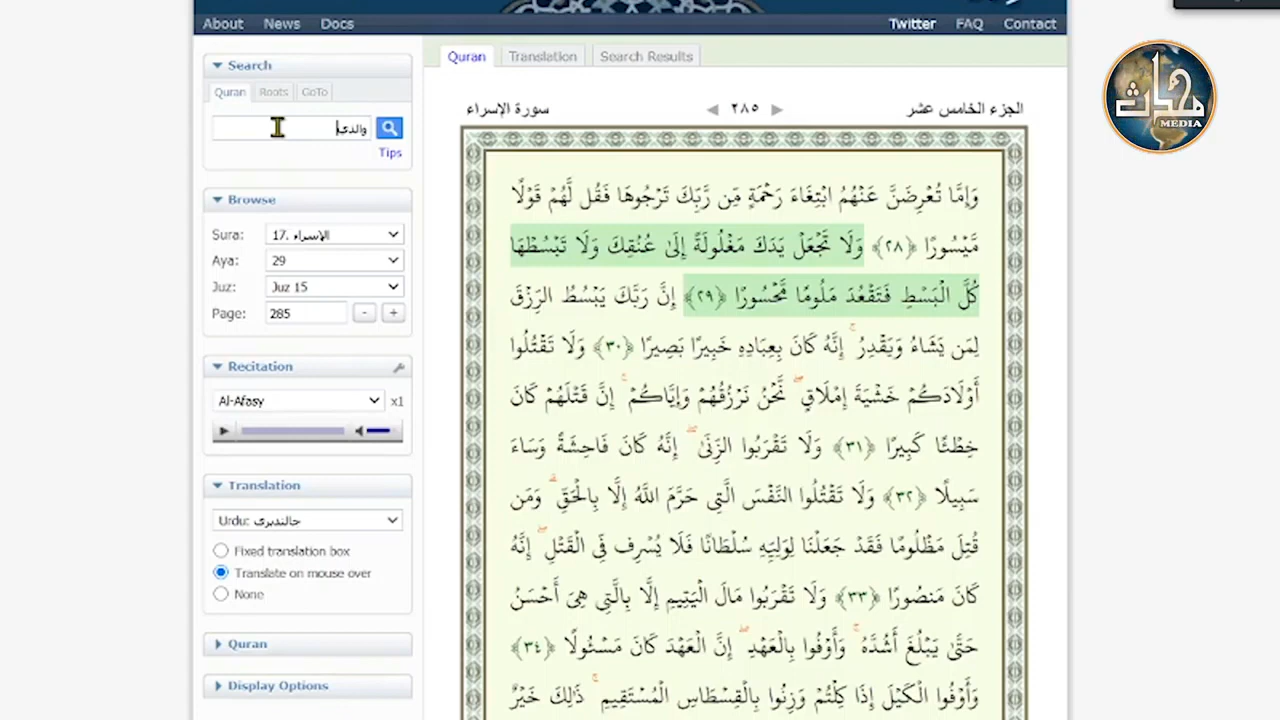 About News Docs Twitter FAQ Contact
Search
Quran Roots GoTo
والذی
Tips
Browse
Sura: 17. الإسراء
Aya: 29
Juz: Juz 15
Page: 285 - +
Recitation
Al-Afasy x1
Translation
Urdu: جالندہری
Fixed translation box
Translate on mouse over
None
Quran
Display Options
Quran Translation Search Results
الجزء الخامس عشر ٢٨٥ سورة الإسراء
وَإِمَّا تُعْرِضَنَّ عَنْهُمُ ابْتِغَاءَ رَحْمَةٍ مِّن رَّبِّكَ تَرْجُوهَا فَقُل لَّهُمْ قَوْلًا
مَّيْسُورًا ﴿٢٨﴾ وَلَا تَجْعَلْ يَدَكَ مَغْلُولَةً إِلَىٰ عُنُقِكَ وَلَا تَبْسُطْهَا
كُلَّ الْبَسْطِ فَتَقْعُدَ مَلُومًا مَّحْسُورًا ﴿٢٩﴾ إِنَّ رَبَّكَ يَبْسُطُ الرِّزْقَ
لِمَن يَشَاءُ وَيَقْدِرُ ۚ إِنَّهُ كَانَ بِعِبَادِهِ خَبِيرًا بَصِيرًا ﴿٣٠﴾ وَلَا تَقْتُلُوا
أَوْلَادَكُمْ خَشْيَةَ إِمْلَاقٍ ۖ نَّحْنُ نَرْزُقُهُمْ وَإِيَّاكُمْ ۚ إِنَّ قَتْلَهُمْ كَانَ
خِطْئًا كَبِيرًا ﴿٣١﴾ وَلَا تَقْرَبُوا الزِّنَىٰ ۖ إِنَّهُ كَانَ فَاحِشَةً وَسَاءَ
سَبِيلًا ﴿٣٢﴾ وَلَا تَقْتُلُوا النَّفْسَ الَّتِي حَرَّمَ اللَّهُ إِلَّا بِالْحَقِّ ۗ وَمَن
قُتِلَ مَظْلُومًا فَقَدْ جَعَلْنَا لِوَلِيِّهِ سُلْطَانًا فَلَا يُسْرِف فِّي الْقَتْلِ ۖ إِنَّهُ
كَانَ مَنصُورًا ﴿٣٣﴾ وَلَا تَقْرَبُوا مَالَ الْيَتِيمِ إِلَّا بِالَّتِي هِيَ أَحْسَنُ
حَتَّىٰ يَبْلُغَ أَشُدَّهُ ۚ وَأَوْفُوا بِالْعَهْدِ ۖ إِنَّ الْعَهْدَ كَانَ مَسْئُولًا ﴿٣٤﴾
وَأَوْفُوا الْكَيْلَ إِذَا كِلْتُمْ وَزِنُوا بِالْقِسْطَاسِ الْمُسْتَقِيمِ ۚ ذَٰلِكَ خَيْرٌ
MEDIA